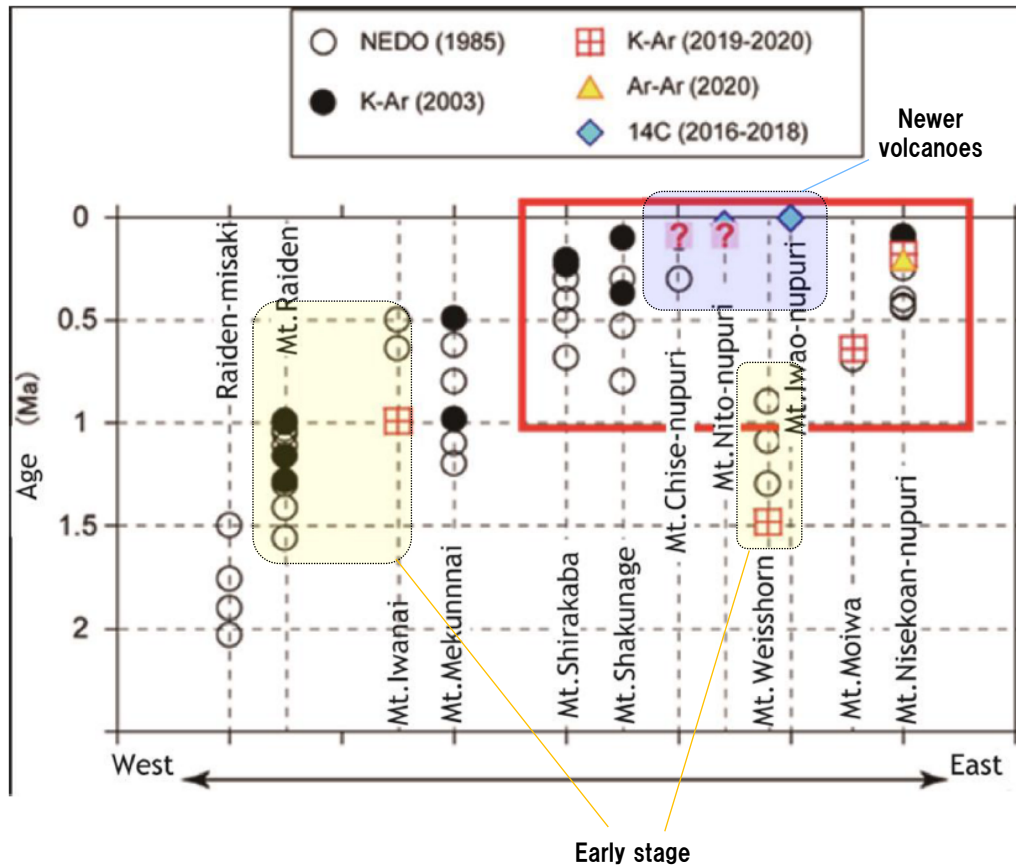 NEDO (1985)
K-Ar (2003)
K-Ar (2019-2020)
Ar-Ar (2020)
14C (2016-2018)
Newer
volcanoes
0
0.5
1
1.5
2
Age (Ma)
Raiden-misaki
Mt.Raiden
Mt.Iwanai
Mt.Mekunnnai
Mt.Shirakaba
Mt.Shakunage
Mt.Chise-nupuri
Mt.Nito-nupuri
Mt.Weisshorn
Mt.Iwao-nupuri
Mt.Moiwa
Mt.Nisekoan-nupuri
? ?
West
East
Early stage